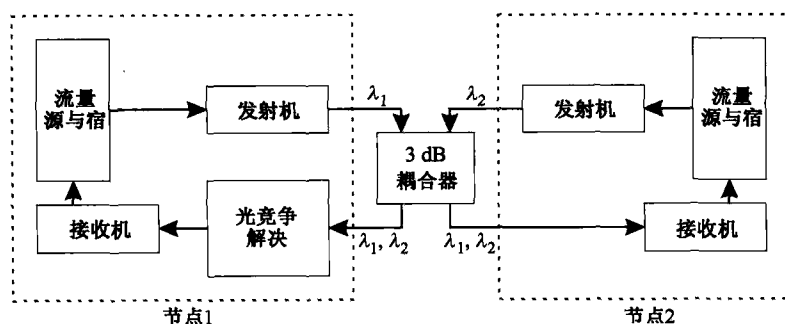 流量
源与宿
发射机
λ1
λ2
发射机
流量
源与宿
3 dB
耦合器
接收机
光竞争
解决
λ1, λ2
λ1, λ2
接收机
节点1
节点2